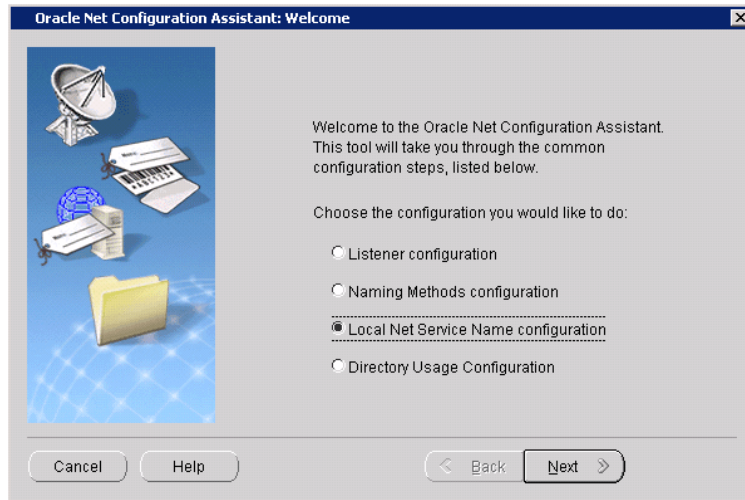 Oracle Net Configuration Assistant: Welcome
Welcome to the Oracle Net Configuration Assistant.
This tool will take you through the common
configuration steps, listed below.
Choose the configuration you would like to do:
Listener configuration
Naming Methods configuration
Local Net Service Name configuration
Directory Usage Configuration
Cancel
Help
Back
Next